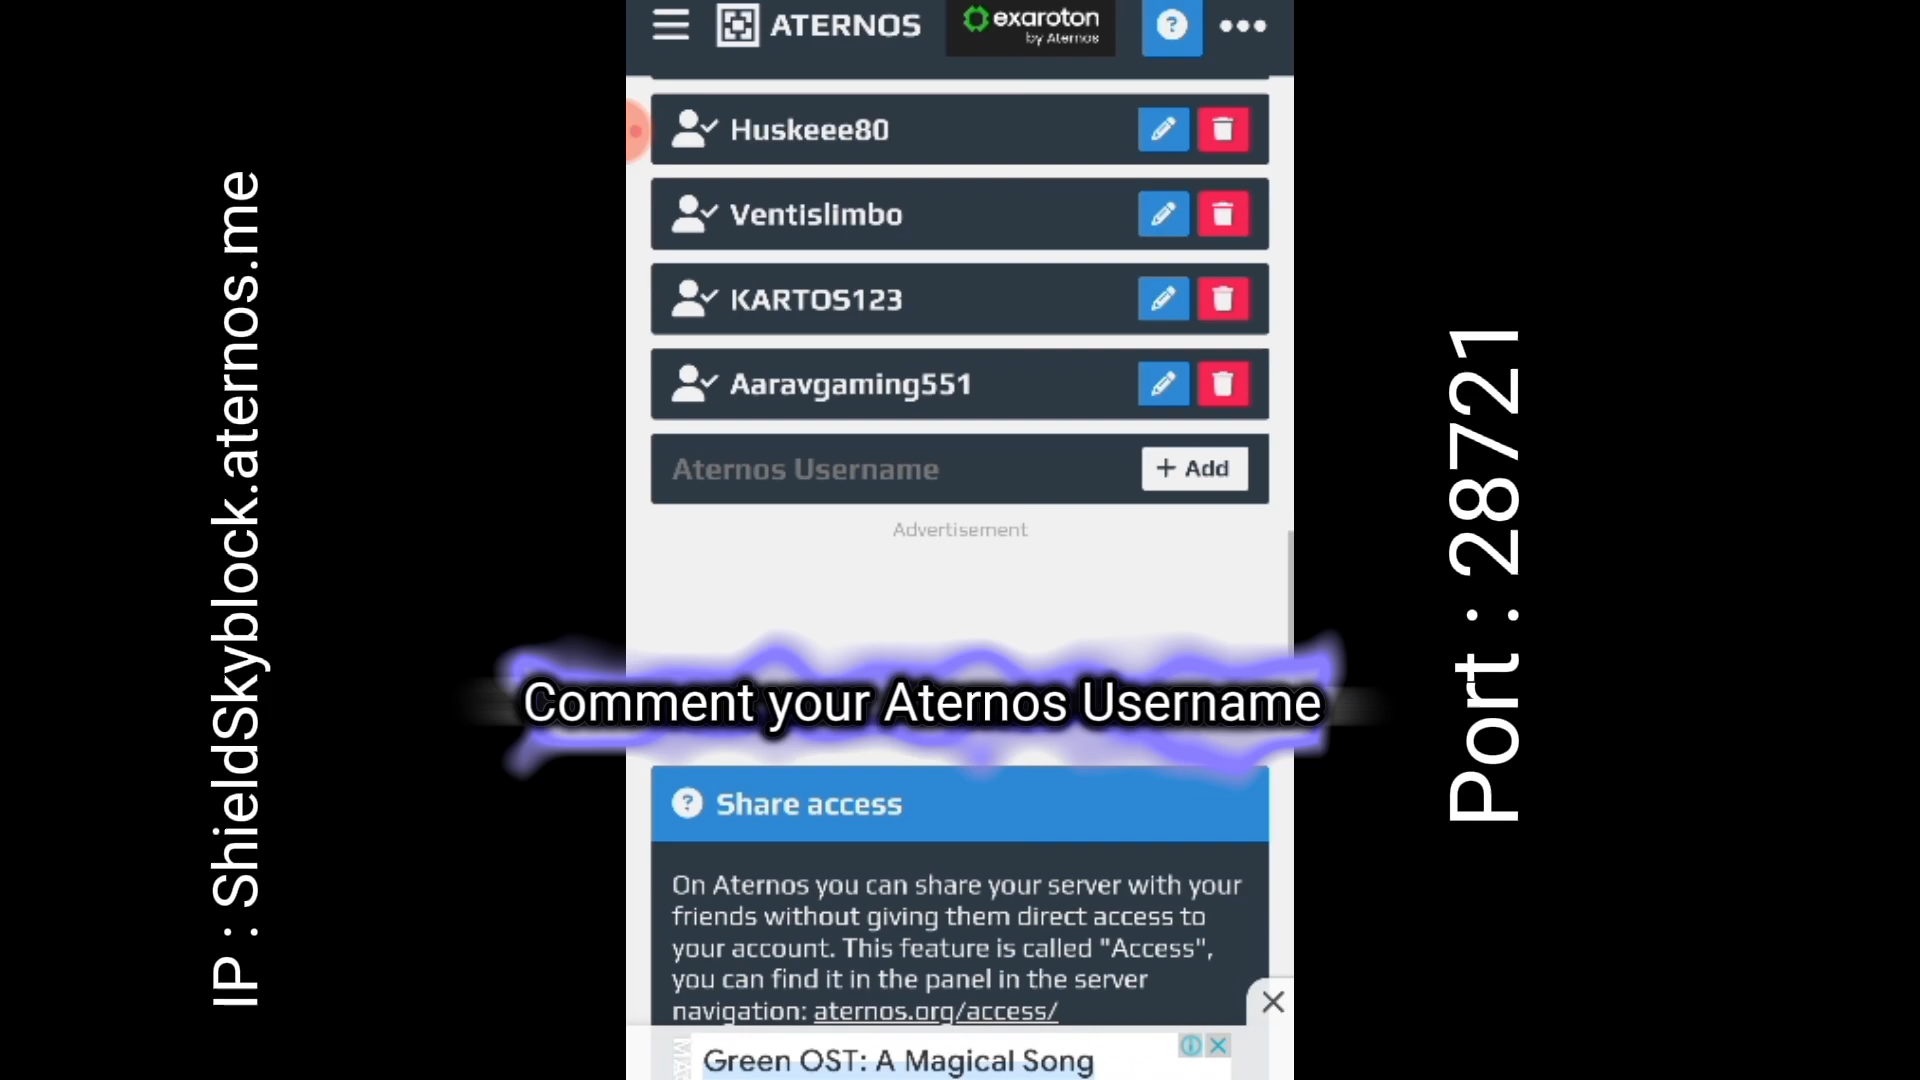 IP : ShieldSkyblock.aternos.me
ATERNOS
exaroton
by Aternos
Huskeee80
Ventislimbo
KARTOS123
Aaravgaming551
Aternos Username
+ Add
Advertisement
Comment your Aternos Username
Share access
On Aternos you can share your server with your
friends without giving them direct access to
your account. This feature is called "Access",
you can find it in the panel in the server
navigation: aternos.org/access/
Green OST: A Magical Song
Port : 28721